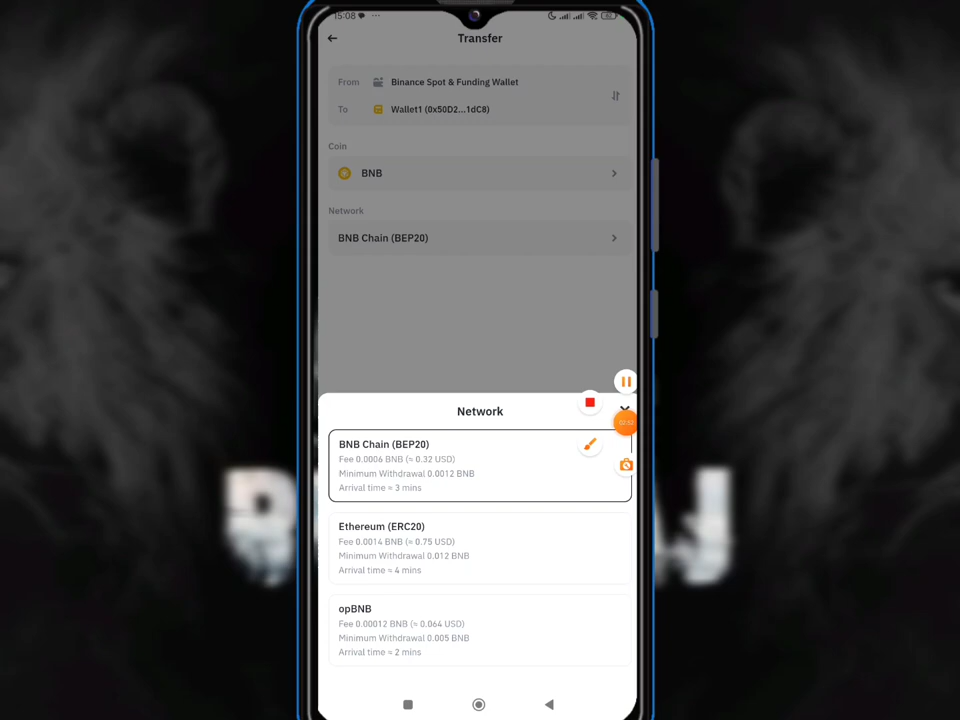 15:08
Transfer
From Binance Spot & Funding Wallet
To Wallet1 (0x50D2...1dC8)
Coin
BNB
Network
BNB Chain (BEP20)
Network
BNB Chain (BEP20)
Fee 0.0006 BNB (≈ 0.32 USD)
Minimum Withdrawal 0.0012 BNB
Arrival time ≈ 3 mins
Ethereum (ERC20)
Fee 0.0014 BNB (≈ 0.75 USD)
Minimum Withdrawal 0.012 BNB
Arrival time ≈ 4 mins
opBNB
Fee 0.00012 BNB (≈ 0.064 USD)
Minimum Withdrawal 0.005 BNB
Arrival time ≈ 2 mins